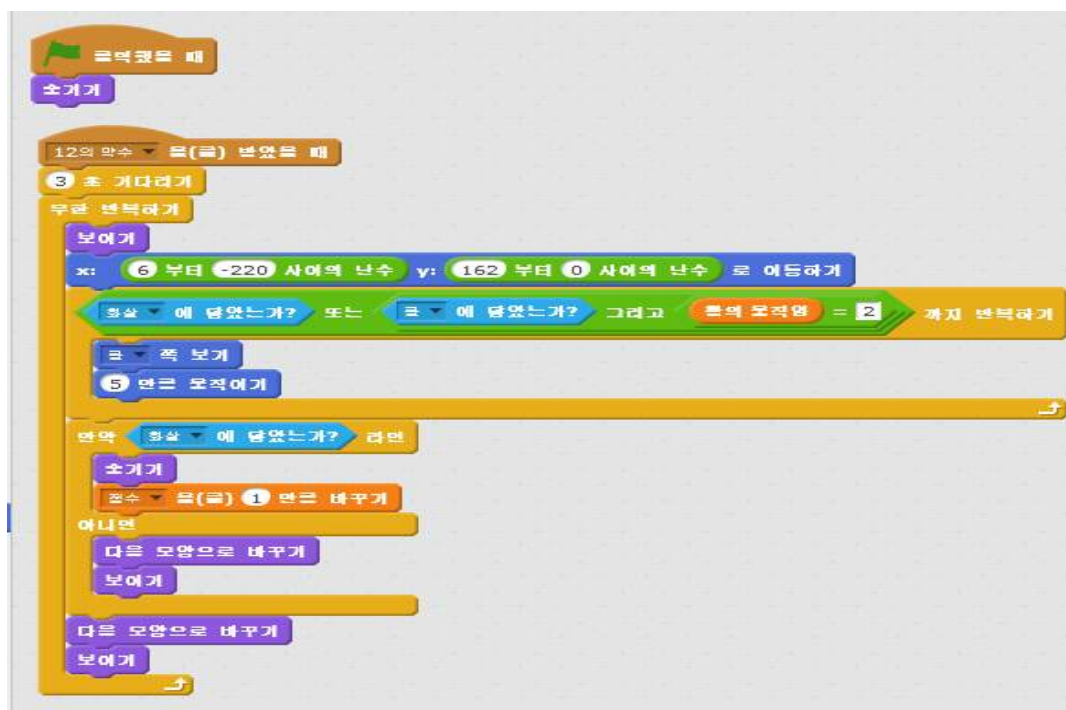 클릭했을 때
숨기기
12의 약수 을(를) 받았을 때
3 초 기다리기
무한 반복하기
보이기
x: 6 부터 -220 사이의 난수 y: 162 부터 0 사이의 난수 로 이동하기
화살 에 닿았는가? 또는 에 닿았는가? 그리고 움직임 = 2 까지 반복하기
쪽 보기
5 만큼 움직이기
만약 화살 에 닿았는가? 라면
숨기기
점수 을(를) 1 만큼 바꾸기
아니면
다음 모양으로 바꾸기
보이기
다음 모양으로 바꾸기
보이기